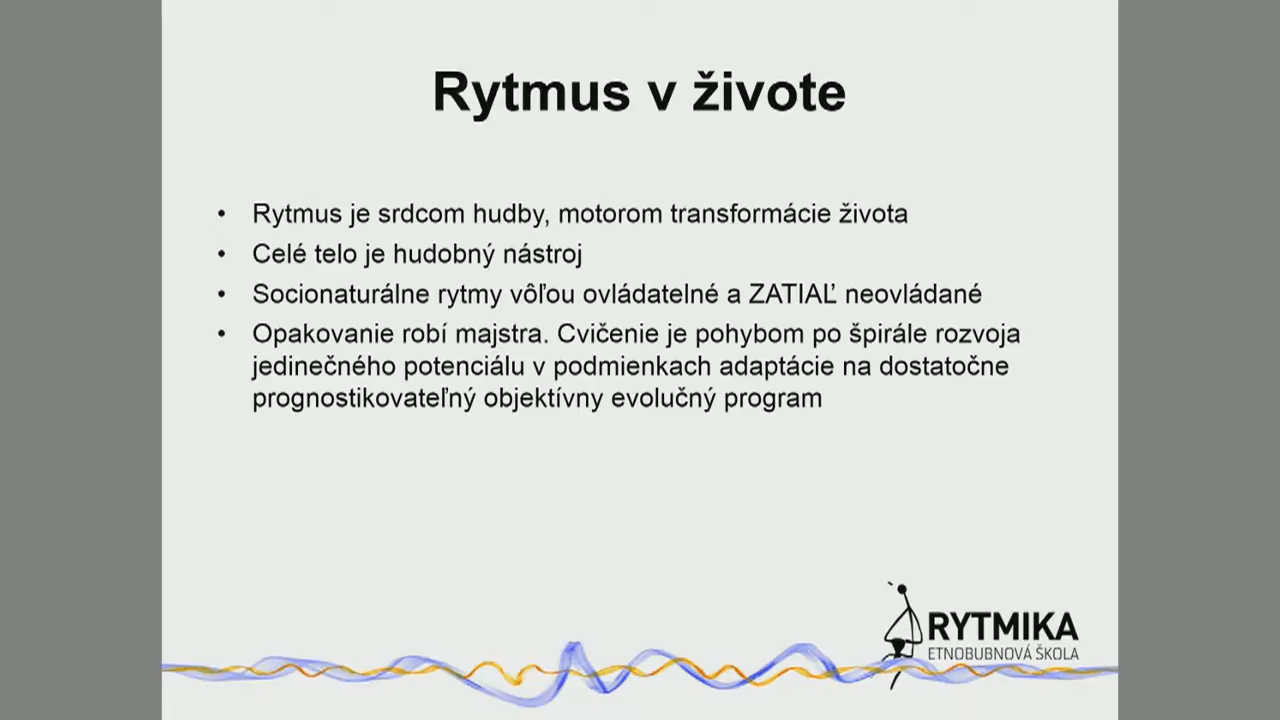 Rytmus v živote
• Rytmus je srdcom hudby, motorom transformácie života
• Celé telo je hudobný nástroj
• Socionaturálne rytmy vôľou ovládatelné a ZATIAĽ neovládané
• Opakovanie robí majstra. Cvičenie je pohybom po špirále rozvoja
jedinečného potenciálu v podmienkach adaptácie na dostatočne
prognostikovateľný objektívny evolučný program
RYTMIKA
ETNOBUBNOVÁ ŠKOLA